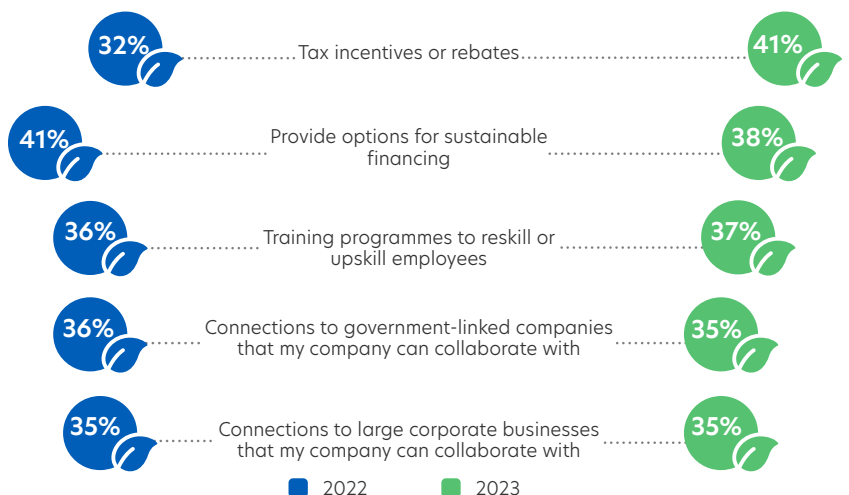 32% Tax incentives or rebates 41%
41% Provide options for sustainable 38%
financing
36% Training programmes to reskill or 37%
upskill employees
36% Connections to government-linked companies 35%
that my company can collaborate with
35% Connections to large corporate businesses 35%
that my company can collaborate with
2022 2023